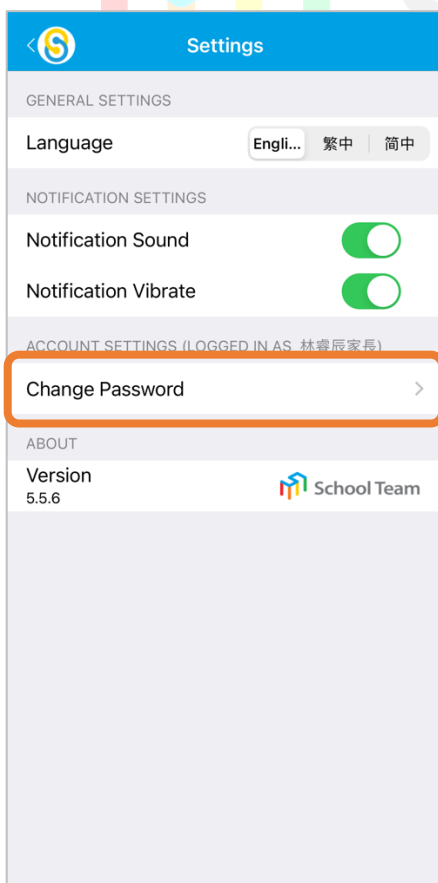 Settings
GENERAL SETTINGS
Language Engli... 繁中 简中
NOTIFICATION SETTINGS
Notification Sound
Notification Vibrate
ACCOUNT SETTINGS (LOGGED IN AS 林睿辰家長)
Change Password
ABOUT
Version
5.5.6
School Team